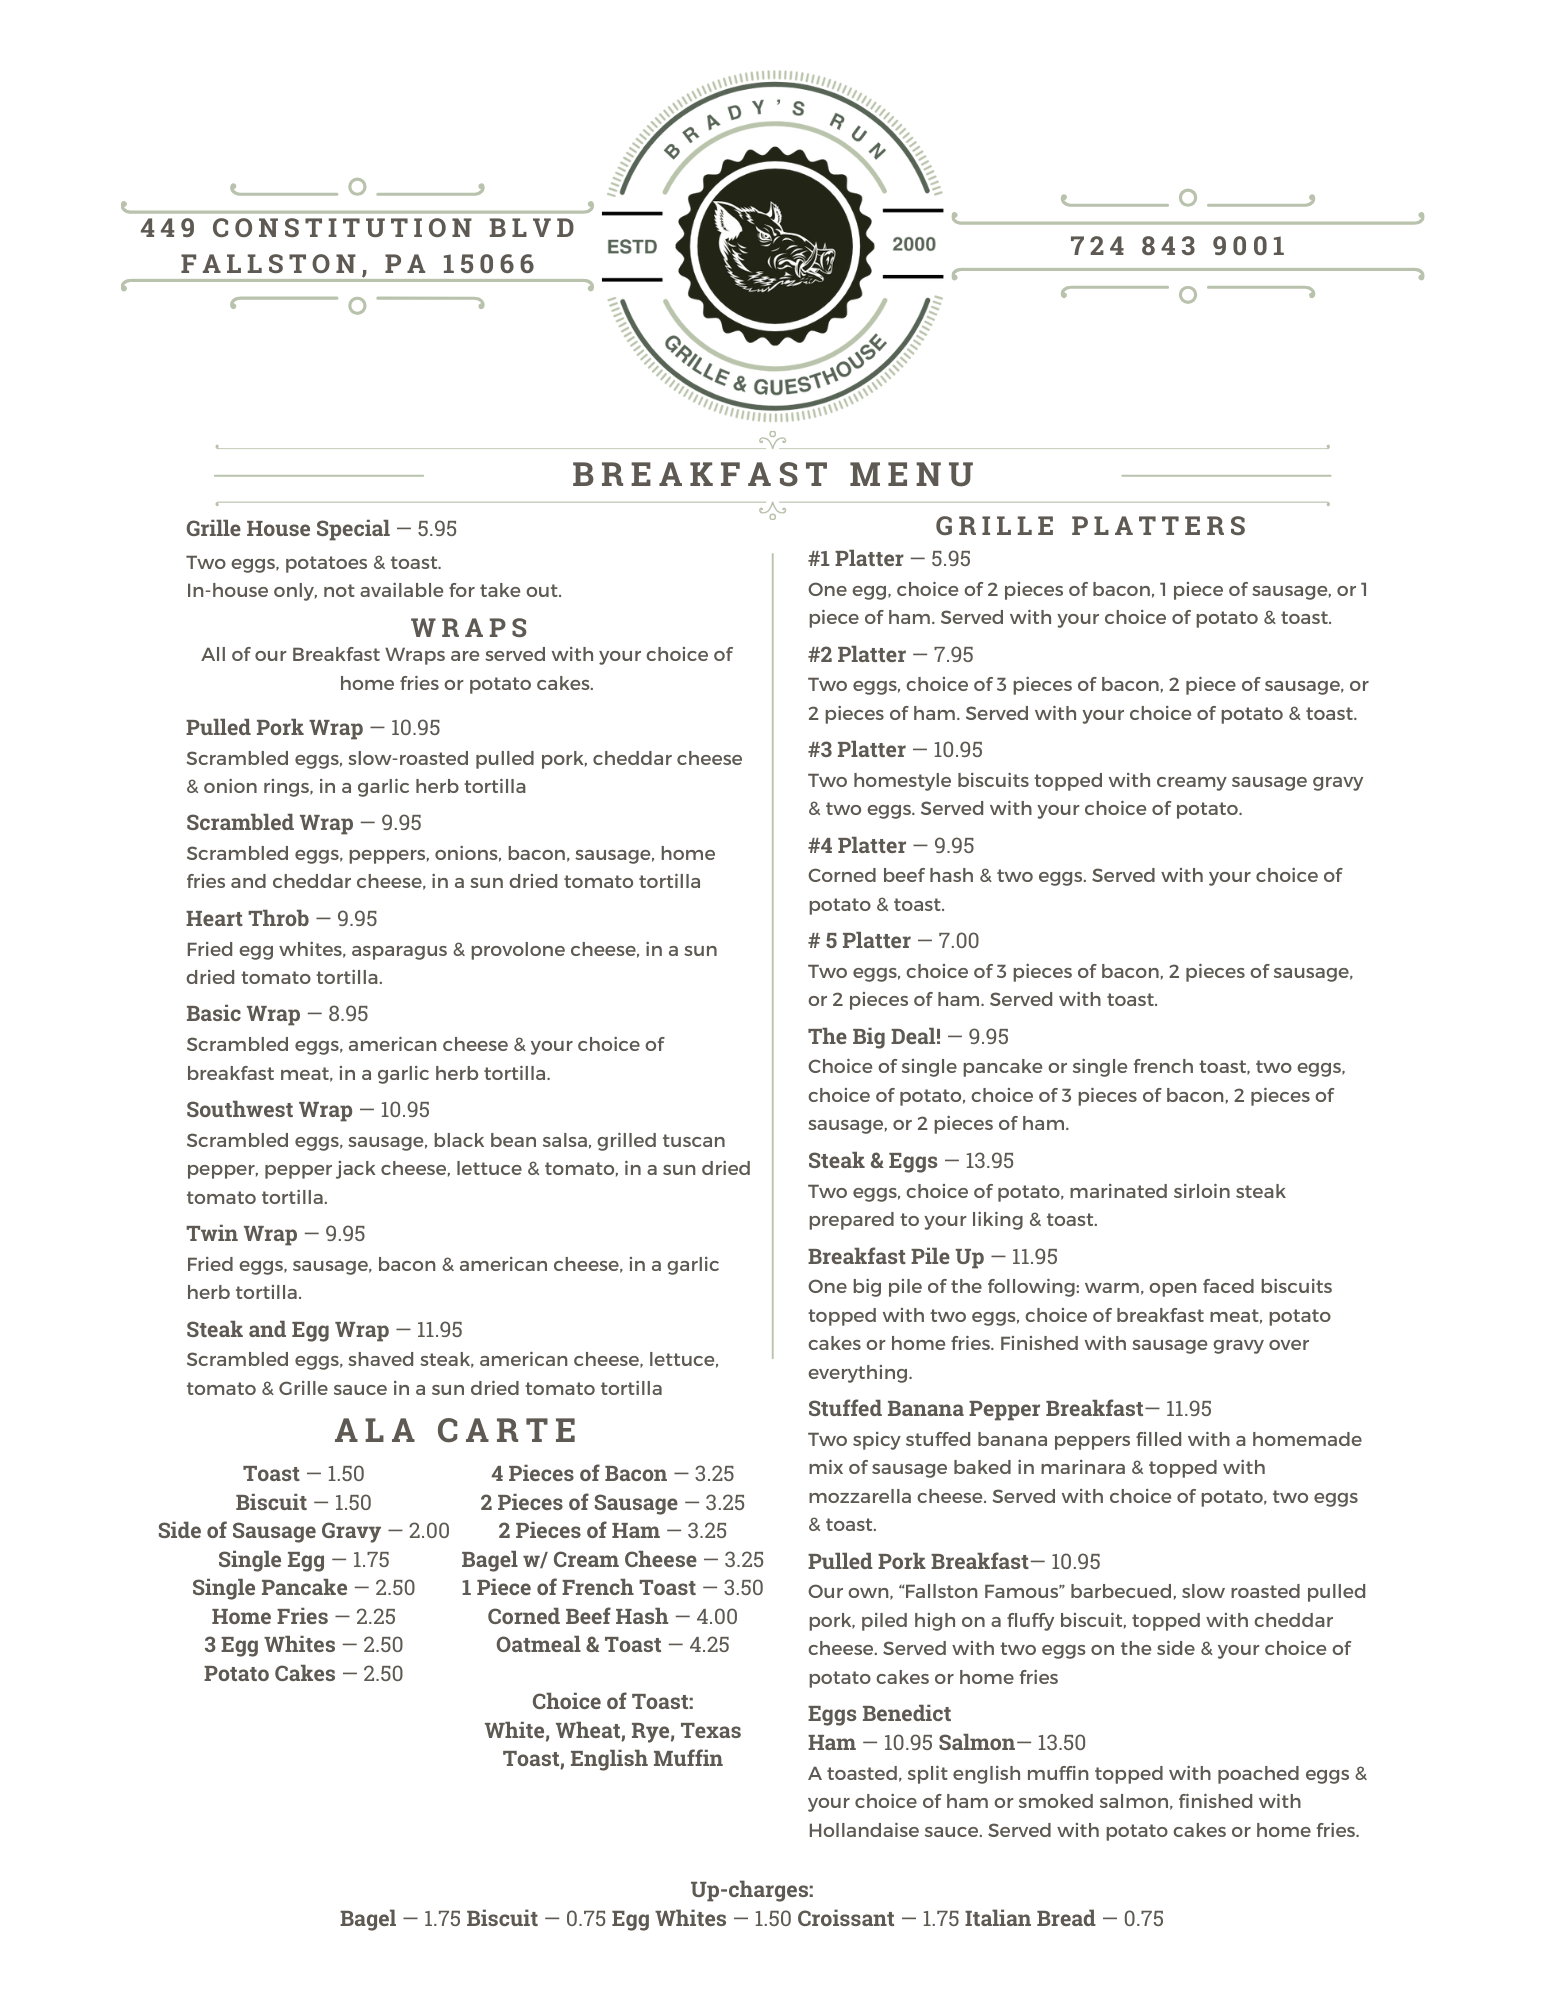 BRADY'S RUN
449 CONSTITUTION BLVD
FALLSTON, PA 15066
ESTD
2000
724 843 9001
GRILLE & GUESTHOUSE
BREAKFAST MENU
Grille House Special — 5.95
Two eggs, potatoes & toast.
In-house only, not available for take out.
WRAPS
All of our Breakfast Wraps are served with your choice of
home fries or potato cakes.
Pulled Pork Wrap — 10.95
Scrambled eggs, slow-roasted pulled pork, cheddar cheese
& onion rings, in a garlic herb tortilla
Scrambled Wrap — 9.95
Scrambled eggs, peppers, onions, bacon, sausage, home
fries and cheddar cheese, in a sun dried tomato tortilla
Heart Throb — 9.95
Fried egg whites, asparagus & provolone cheese, in a sun
dried tomato tortilla.
Basic Wrap — 8.95
Scrambled eggs, american cheese & your choice of
breakfast meat, in a garlic herb tortilla.
Southwest Wrap — 10.95
Scrambled eggs, sausage, black bean salsa, grilled tuscan
pepper, pepper jack cheese, lettuce & tomato, in a sun dried
tomato tortilla.
Twin Wrap — 9.95
Fried eggs, sausage, bacon & american cheese, in a garlic
herb tortilla.
Steak and Egg Wrap — 11.95
Scrambled eggs, shaved steak, american cheese, lettuce,
tomato & Grille sauce in a sun dried tomato tortilla
ALA CARTE
Toast — 1.50
Biscuit — 1.50
Side of Sausage Gravy — 2.00
Single Egg — 1.75
Single Pancake — 2.50
Home Fries — 2.25
3 Egg Whites — 2.50
Potato Cakes — 2.50
4 Pieces of Bacon — 3.25
2 Pieces of Sausage — 3.25
2 Pieces of Ham — 3.25
Bagel w/ Cream Cheese — 3.25
1 Piece of French Toast — 3.50
Corned Beef Hash — 4.00
Oatmeal & Toast — 4.25
Choice of Toast:
White, Wheat, Rye, Texas
Toast, English Muffin
GRILLE PLATTERS
#1 Platter — 5.95
One egg, choice of 2 pieces of bacon, 1 piece of sausage, or 1
piece of ham. Served with your choice of potato & toast.
#2 Platter — 7.95
Two eggs, choice of 3 pieces of bacon, 2 piece of sausage, or
2 pieces of ham. Served with your choice of potato & toast.
#3 Platter — 10.95
Two homestyle biscuits topped with creamy sausage gravy
& two eggs. Served with your choice of potato.
#4 Platter — 9.95
Corned beef hash & two eggs. Served with your choice of
potato & toast.
# 5 Platter — 7.00
Two eggs, choice of 3 pieces of bacon, 2 pieces of sausage,
or 2 pieces of ham. Served with toast.
The Big Deal! — 9.95
Choice of single pancake or single french toast, two eggs,
choice of potato, choice of 3 pieces of bacon, 2 pieces of
sausage, or 2 pieces of ham.
Steak & Eggs — 13.95
Two eggs, choice of potato, marinated sirloin steak
prepared to your liking & toast.
Breakfast Pile Up — 11.95
One big pile of the following: warm, open faced biscuits
topped with two eggs, choice of breakfast meat, potato
cakes or home fries. Finished with sausage gravy over
everything.
Stuffed Banana Pepper Breakfast— 11.95
Two spicy stuffed banana peppers filled with a homemade
mix of sausage baked in marinara & topped with
mozzarella cheese. Served with choice of potato, two eggs
& toast.
Pulled Pork Breakfast— 10.95
Our own, “Fallston Famous” barbecued, slow roasted pulled
pork, piled high on a fluffy biscuit, topped with cheddar
cheese. Served with two eggs on the side & your choice of
potato cakes or home fries
Eggs Benedict
Ham — 10.95 Salmon— 13.50
A toasted, split english muffin topped with poached eggs &
your choice of ham or smoked salmon, finished with
Hollandaise sauce. Served with potato cakes or home fries.
Up-charges:
Bagel — 1.75 Biscuit — 0.75 Egg Whites — 1.50 Croissant — 1.75 Italian Bread — 0.75